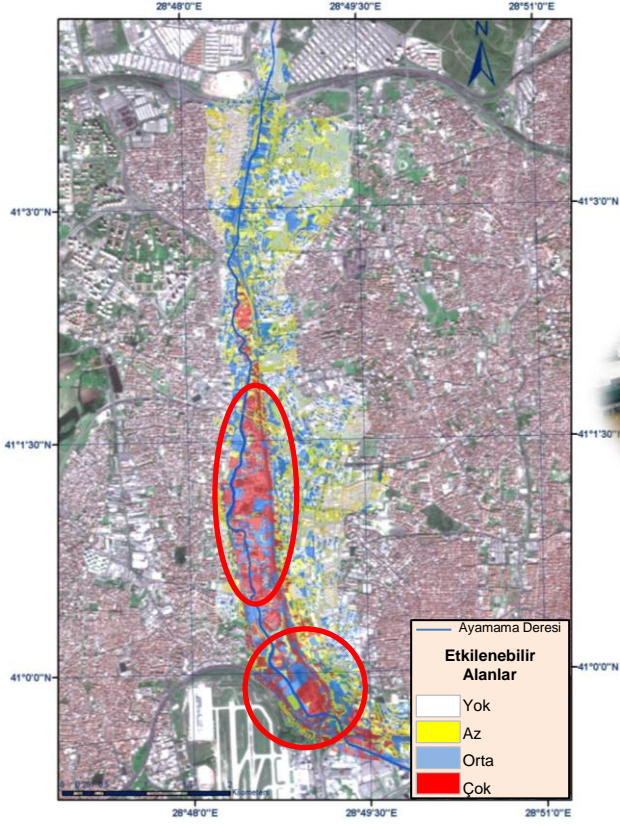 28°48'0"E
28°49'30"E
28°51'0"E
N
41°3'0"N
41°3'0"N
41°1'30"N
41°1'30"N
41°0'0"N
41°0'0"N
Ayamama Deresi
Etkilenebilir
Alanlar
Yok
Az
Orta
Çok
Kilometers
28°48'0"E
28°49'30"E
28°51'0"E